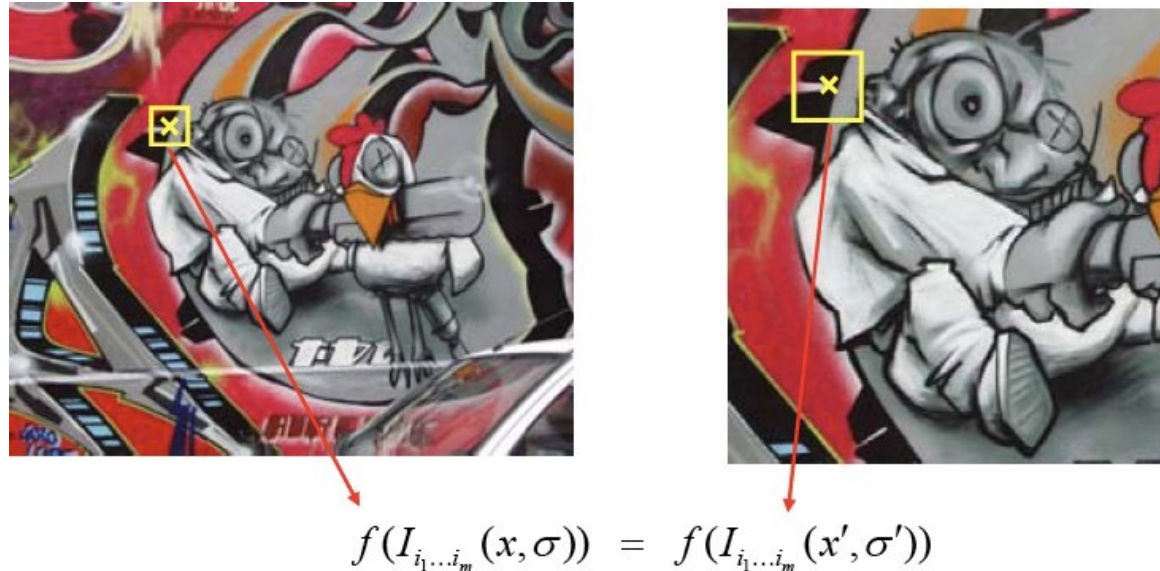 f(I_{i_1...i_m}(x, σ)) = f(I_{i_1...i_m}(x′, σ′))